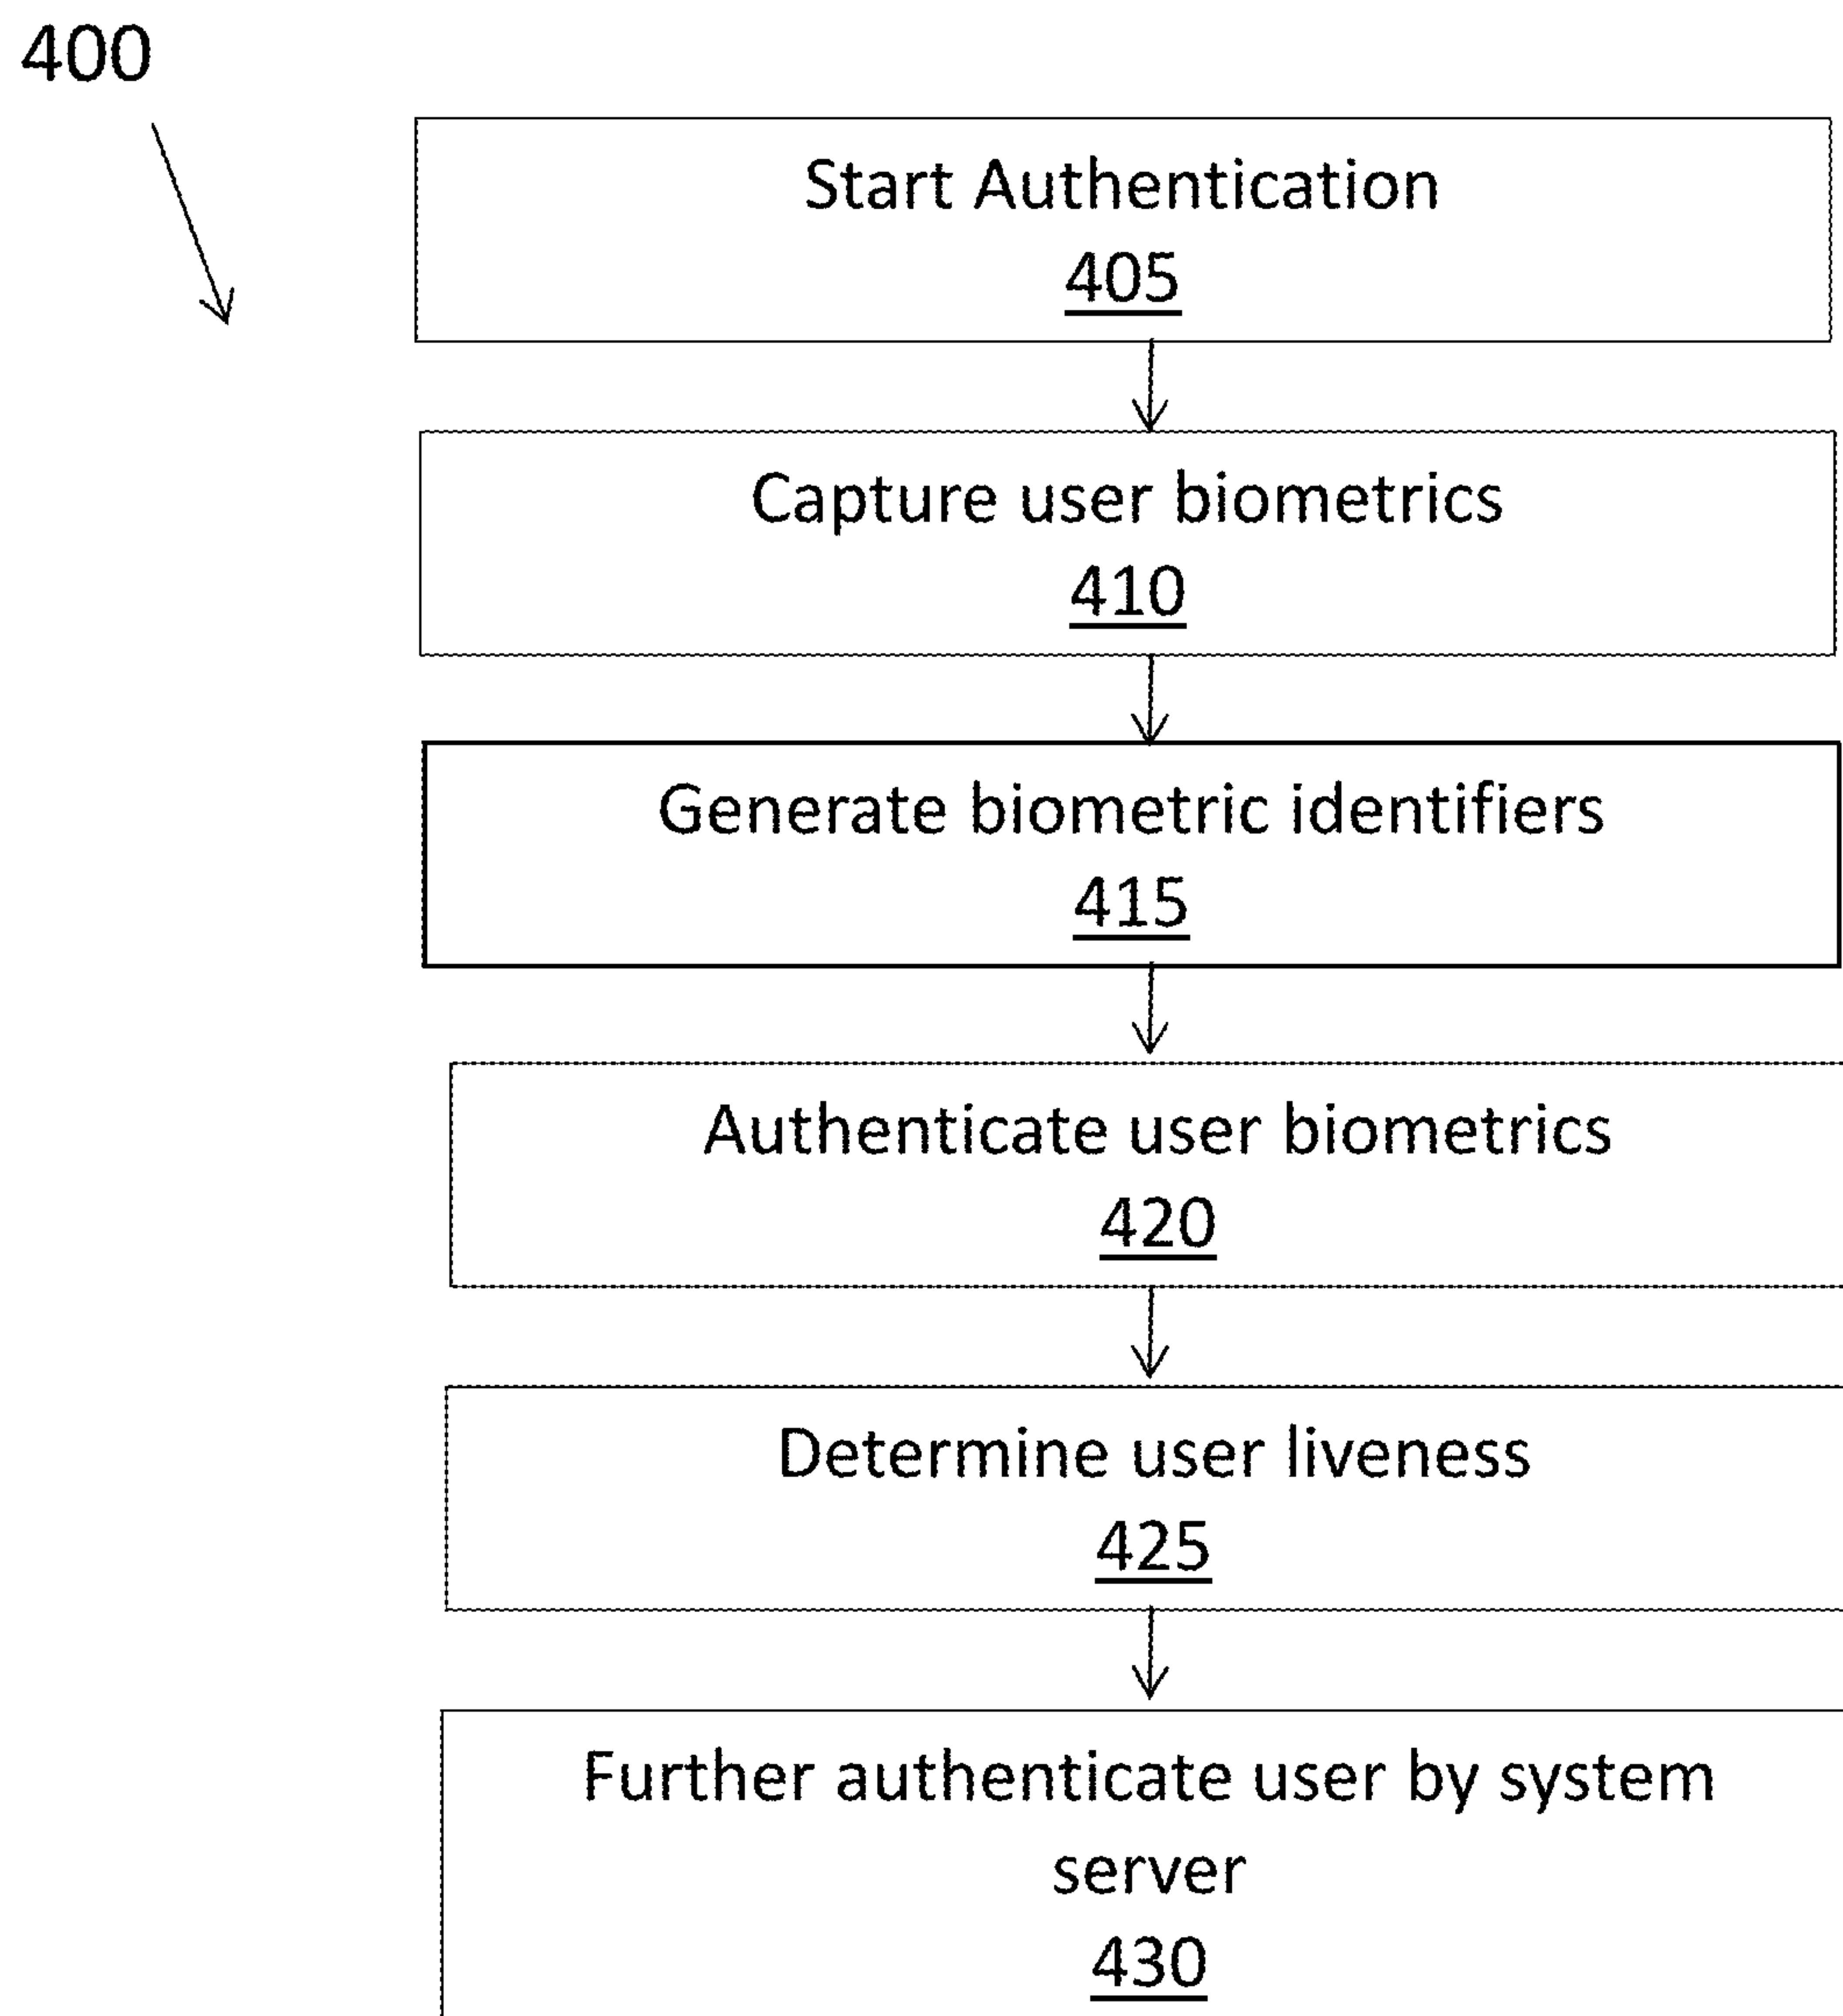 400
Start Authentication
405
Capture user biometrics
410
Generate biometric identifiers
415
Authenticate user biometrics
420
Determine user liveness
425
Further authenticate user by system
server
430